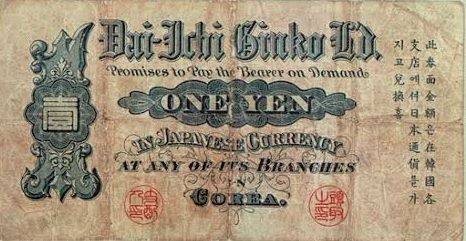 Dai-Ichi Ginko Ld.
Promises to Pay the Bearer on Demand
ONE YEN
IN JAPANESE CURRENCY
AT ANY OF ITS BRANCHES
IN
COREA.
壹
此券面金額은在韓國各
支店에셔日本通貨를가
지고兌換